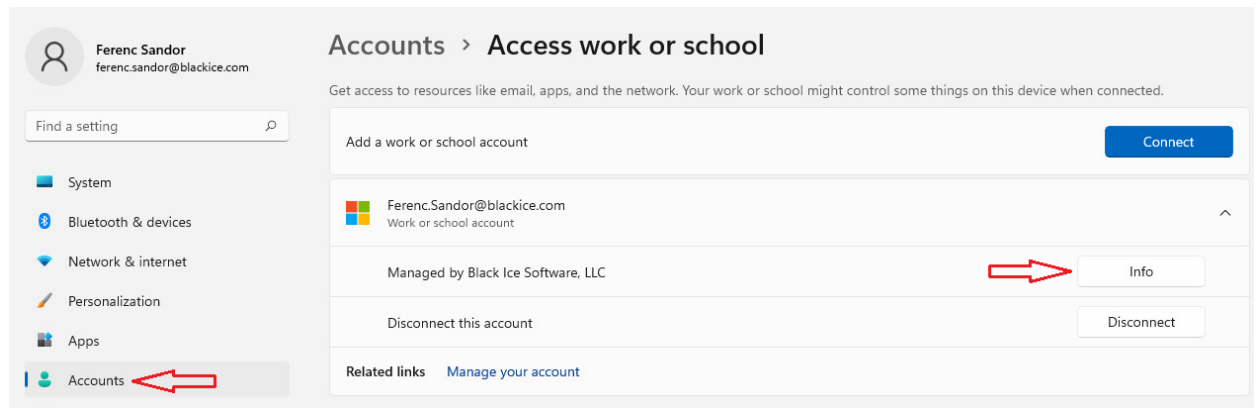 Ferenc Sandor
ferenc.sandor@blackice.com
Find a setting
System
Bluetooth & devices
Network & internet
Personalization
Apps
Accounts
Accounts > Access work or school
Get access to resources like email, apps, and the network. Your work or school might control some things on this device when connected.
Add a work or school account Connect
Ferenc.Sandor@blackice.com
Work or school account
Managed by Black Ice Software, LLC Info
Disconnect this account Disconnect
Related links Manage your account